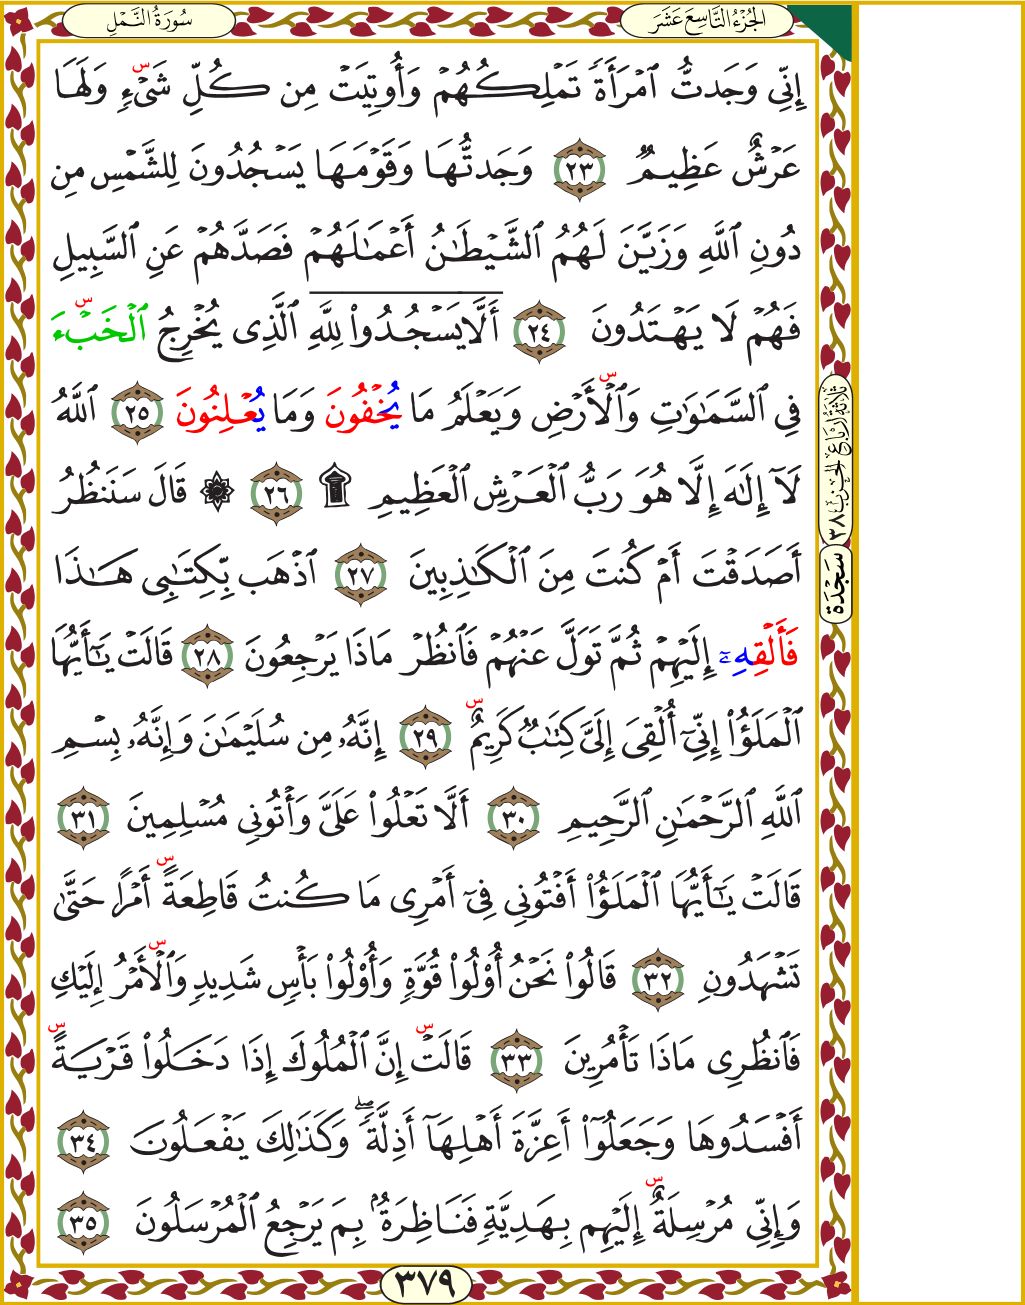 سُورَةُ النَّمْلِ
الجُزْءُ التَّاسِعَ عَشَرَ
إِنِّي وَجَدتُّ ٱمْرَأَةً تَمْلِكُهُمْ وَأُوتِيَتْ مِن كُلِّ شَىْءٍ وَلَهَا
عَرْشٌ عَظِيمٌ ٢٣ وَجَدتُّهَا وَقَوْمَهَا يَسْجُدُونَ لِلشَّمْسِ مِن
دُونِ ٱللَّهِ وَزَيَّنَ لَهُمُ ٱلشَّيْطَٰنُ أَعْمَٰلَهُمْ فَصَدَّهُمْ عَنِ ٱلسَّبِيلِ
فَهُمْ لَا يَهْتَدُونَ ٢٤ أَلَّا يَسْجُدُوا۟ لِلَّهِ ٱلَّذِى يُخْرِجُ ٱلْخَبْءَ
فِي ٱلسَّمَٰوَٰتِ وَٱلْأَرْضِ وَيَعْلَمُ مَا يُخْفُونَ وَمَا يُعْلِنُونَ ٢٥ ٱللَّهُ
لَآ إِلَٰهَ إِلَّا هُوَ رَبُّ ٱلْعَرْشِ ٱلْعَظِيمِ ۩ ٢٦ ۞ قَالَ سَنَنظُرُ
أَصَدَقْتَ أَمْ كُنتَ مِنَ ٱلْكَٰذِبِينَ ٢٧ ٱذْهَب بِّكِتَٰبِى هَٰذَا
فَأَلْقِهِۦٓ إِلَيْهِمْ ثُمَّ تَوَلَّ عَنْهُمْ فَٱنظُرْ مَاذَا يَرْجِعُونَ ٢٨ قَالَتْ يَٰٓأَيُّهَا
ٱلْمَلَؤُا۟ إِنِّيٓ أُلْقِىَ إِلَىَّ كِتَٰبٌ كَرِيمٌ ٢٩ إِنَّهُۥ مِن سُلَيْمَٰنَ وَإِنَّهُۥ بِسْمِ
ٱللَّهِ ٱلرَّحْمَٰنِ ٱلرَّحِيمِ ٣٠ أَلَّا تَعْلُوا۟ عَلَىَّ وَأْتُونِي مُسْلِمِينَ ٣١
قَالَتْ يَٰٓأَيُّهَا ٱلْمَلَؤُا۟ أَفْتُونِي فِىٓ أَمْرِى مَا كُنتُ قَاطِعَةً أَمْرًا حَتَّىٰ
تَشْهَدُونِ ٣٢ قَالُوا۟ نَحْنُ أُو۟لُوا۟ قُوَّةٍ وَأُو۟لُوا۟ بَأْسٍ شَدِيدٍ وَٱلْأَمْرُ إِلَيْكِ
فَٱنظُرِى مَاذَا تَأْمُرِينَ ٣٣ قَالَتْ إِنَّ ٱلْمُلُوكَ إِذَا دَخَلُوا۟ قَرْيَةً
أَفْسَدُوهَا وَجَعَلُوٓا۟ أَعِزَّةَ أَهْلِهَآ أَذِلَّةً ۖ وَكَذَٰلِكَ يَفْعَلُونَ ٣٤
وَإِنِّي مُرْسِلَةٌ إِلَيْهِم بِهَدِيَّةٍ فَنَاظِرَةٌۢ بِمَ يَرْجِعُ ٱلْمُرْسَلُونَ ٣٥
ثَلَاثَةُ أَرْبَاعِ الحِزْبِ ٣٨
سَجْدَة
٣٧٩